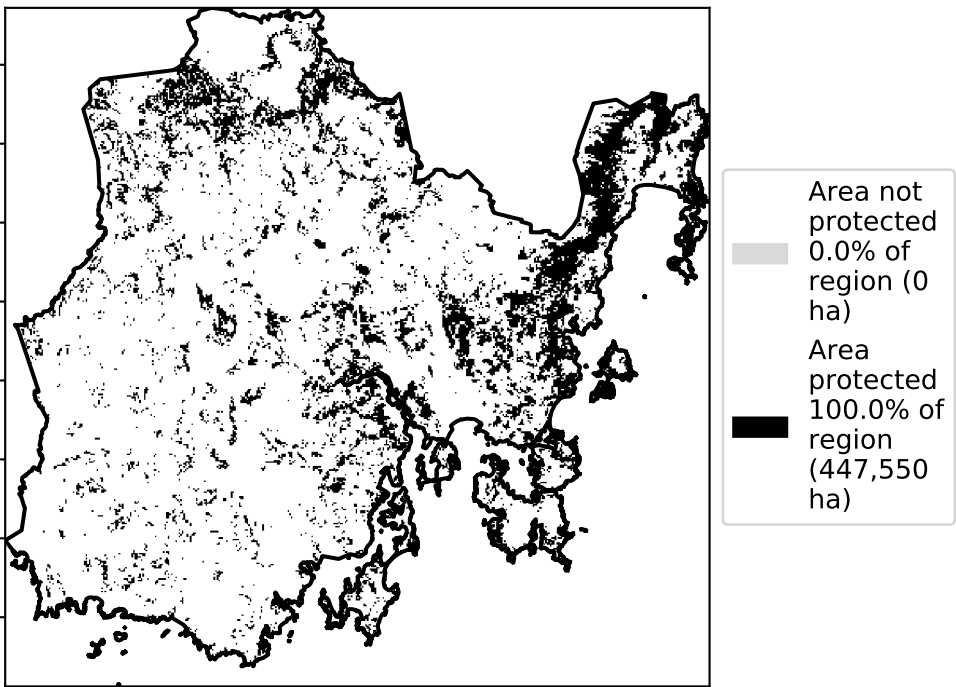 Area not
protected
0.0% of
region (0
ha)
Area
protected
100.0% of
region
(447,550
ha)